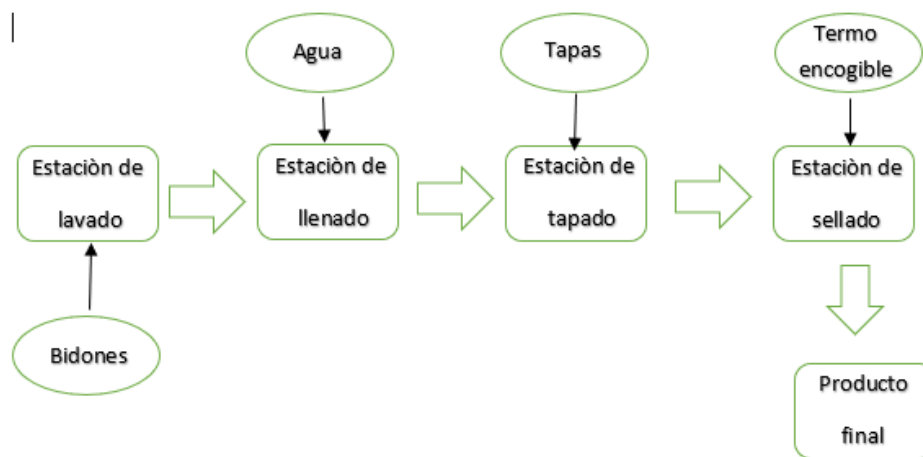 Agua
Tapas
Termo
encogible
Estaciòn de
lavado
Estaciòn de
llenado
Estaciòn de
tapado
Estaciòn de
sellado
Bidones
Producto
final